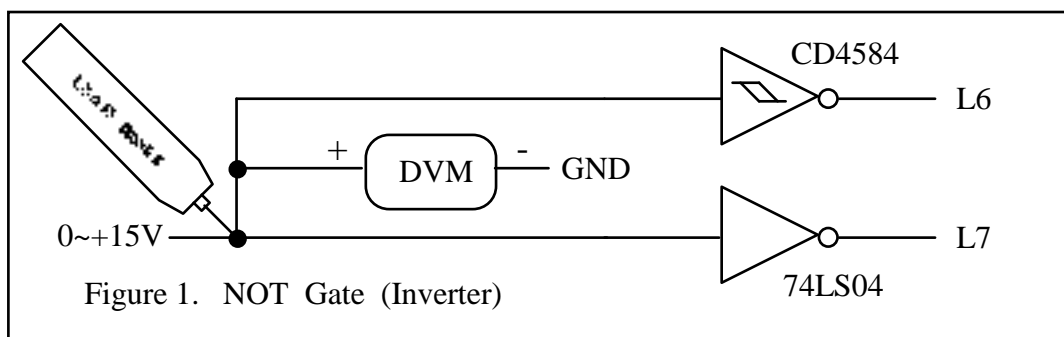 CD4584
L6
+ DVM - GND
0~+15V
L7
74LS04
Figure 1. NOT Gate (Inverter)